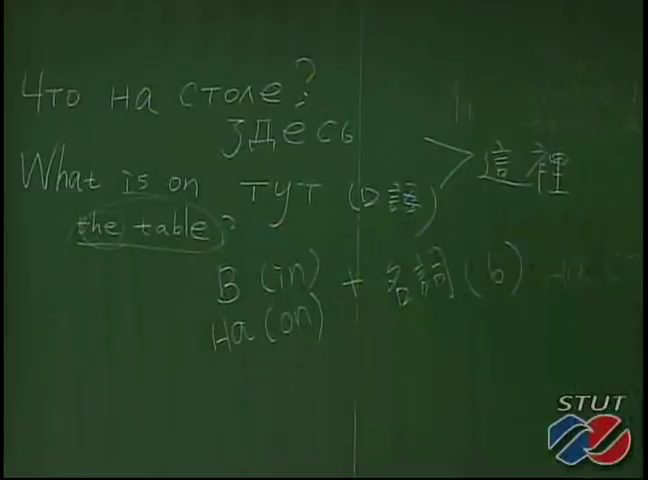 Что на столе?
здесь
What is on
тут (口語)
這裡
the table?
В (in) + 名詞 (6)
На (on)
STUT